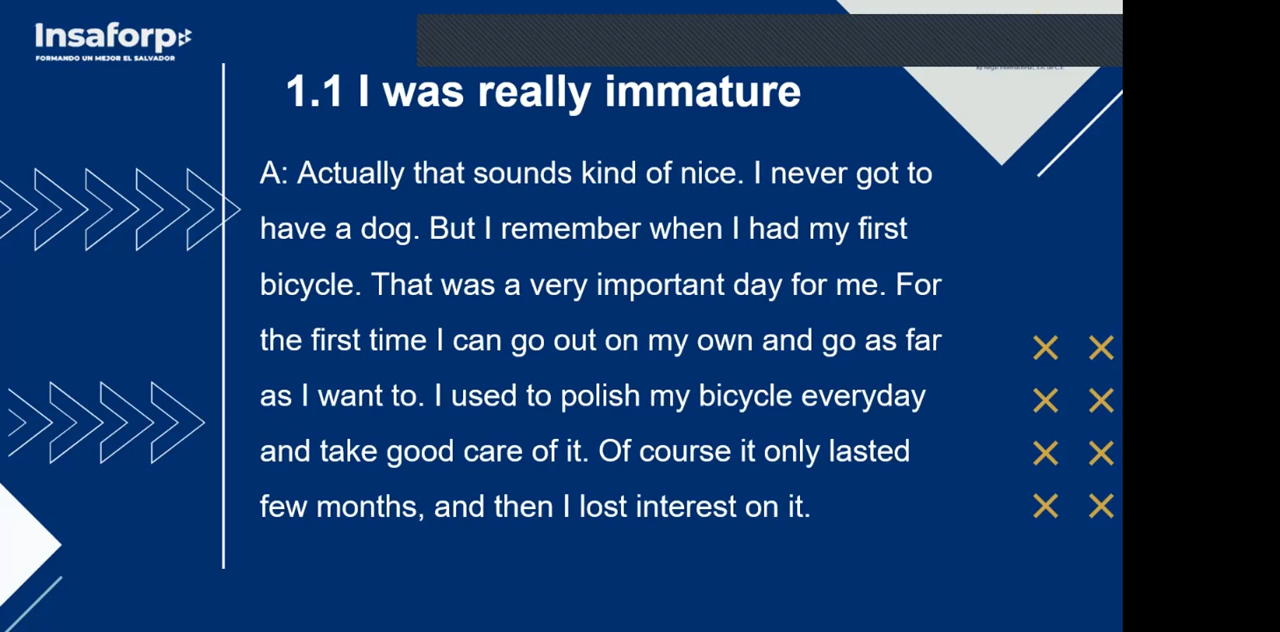 Insaforp
FORMANDO UN MEJOR EL SALVADOR
1.1 I was really immature
A: Actually that sounds kind of nice. I never got to
have a dog. But I remember when I had my first
bicycle. That was a very important day for me. For
the first time I can go out on my own and go as far
as I want to. I used to polish my bicycle everyday
and take good care of it. Of course it only lasted
few months, and then I lost interest on it.